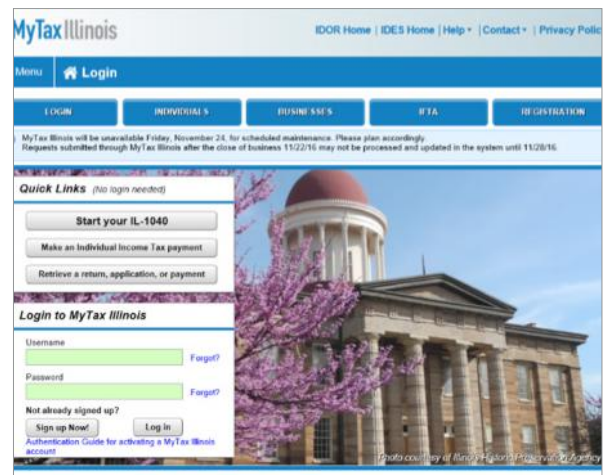 MyTax Illinois
IDOR Home | IDES Home | Help | Contact | Privacy Polic
Menu Login
LOGIN INDIVIDUALS BUSINESSES IFTA REGISTRATION
MyTax Illinois will be unavailable Friday, November 24, for scheduled maintenance. Please plan accordingly.
Requests submitted through MyTax Illinois after the close of business 11/22/16 may not be processed and updated in the system until 11/28/16
Quick Links (No login needed)
Start your IL-1040
Make an Individual Income Tax payment
Retrieve a return, application, or payment
Login to MyTax Illinois
Username
Forgot?
Password
Forgot?
Not already signed up?
Sign up Now! Log in
Authentication Guide for activating a MyTax Illinois
account
Photo courtesy of Illinois Historic Preservation Agency